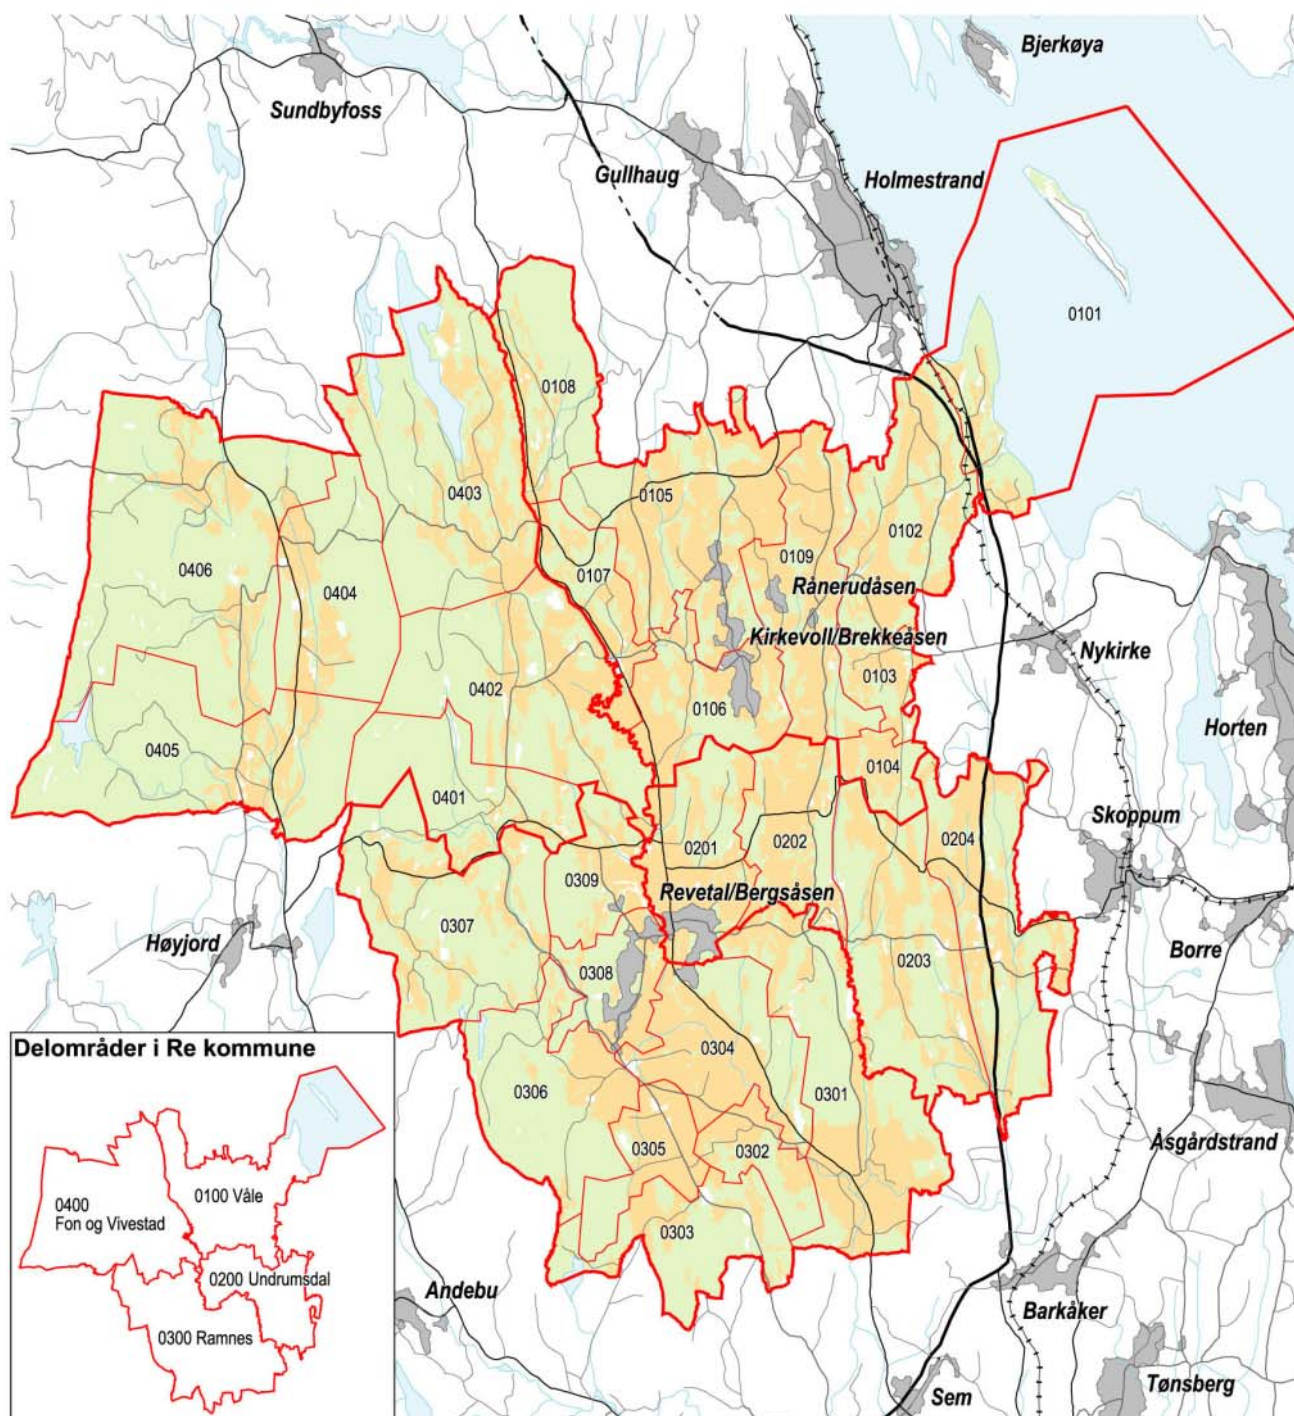 Bjerkøya
Sundbyfoss
Gullhaug
Holmestrand
0101
0108
0403
0105
0102
0109
0406
0107
Rånerudåsen
0404
Kirkevoll/Brekkeåsen
Nykirke
0402
0103
0106
Horten
0405
0104
0401
Skoppum
0201
0202
0204
0309
Revetal/Bergsåsen
0307
Høyjord
Borre
0308
0203
Delområder i Re kommune
0304
0306
0301
Åsgårdstrand
0305
0302
0400
Fon og Vivestad
0100 Våle
0303
0200 Undrumsdal
Andebu
Barkåker
0300 Ramnes
Tønsberg
Sem